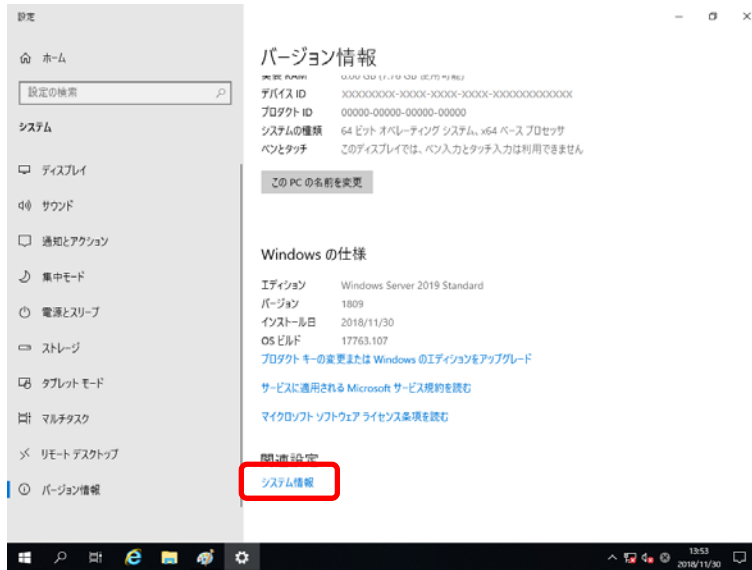 設定
ホーム
設定の検索
システム
ディスプレイ
サウンド
通知とアクション
集中モード
電源とスリープ
ストレージ
タブレット モード
マルチタスク
リモート デスクトップ
バージョン情報
バージョン情報
実装 RAM
デバイス ID XXXXXXXX-XXXX-XXXX-XXXX-XXXXXXXXXXXX
プロダクト ID 00000-00000-00000-00000
システムの種類 64 ビット オペレーティング システム、x64 ベース プロセッサ
ペンとタッチ このディスプレイでは、ペン入力とタッチ入力は利用できません
この PC の名前を変更
Windows の仕様
エディション Windows Server 2019 Standard
バージョン 1809
インストール日 2018/11/30
OS ビルド 17763.107
プロダクト キーの変更または Windows のエディションをアップグレード
サービスに適用される Microsoft サービス規約を読む
マイクロソフト ソフトウェア ライセンス条項を読む
関連設定
システム情報
13:53
2018/11/30